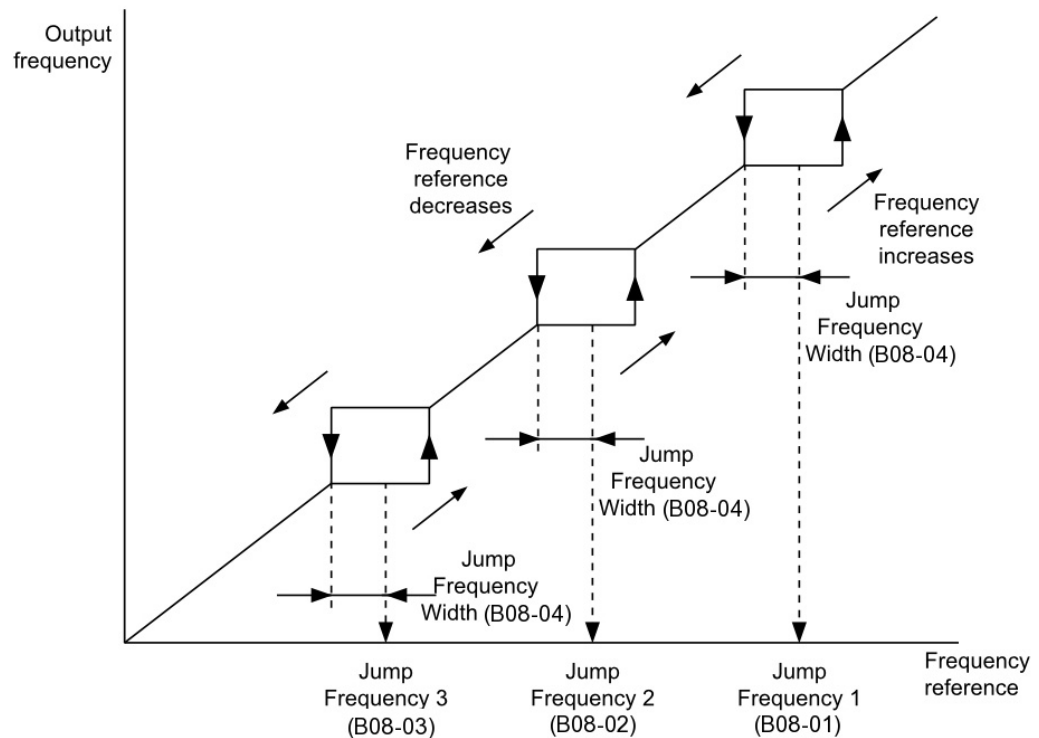 Output
frequency
Frequency
reference
decreases
Frequency
reference
increases
Jump
Frequency
Width (B08-04)
Jump
Frequency
Width (B08-04)
Jump
Frequency
Width (B08-04)
Jump
Frequency 3
(B08-03)
Jump
Frequency 2
(B08-02)
Jump
Frequency 1
(B08-01)
Frequency
reference